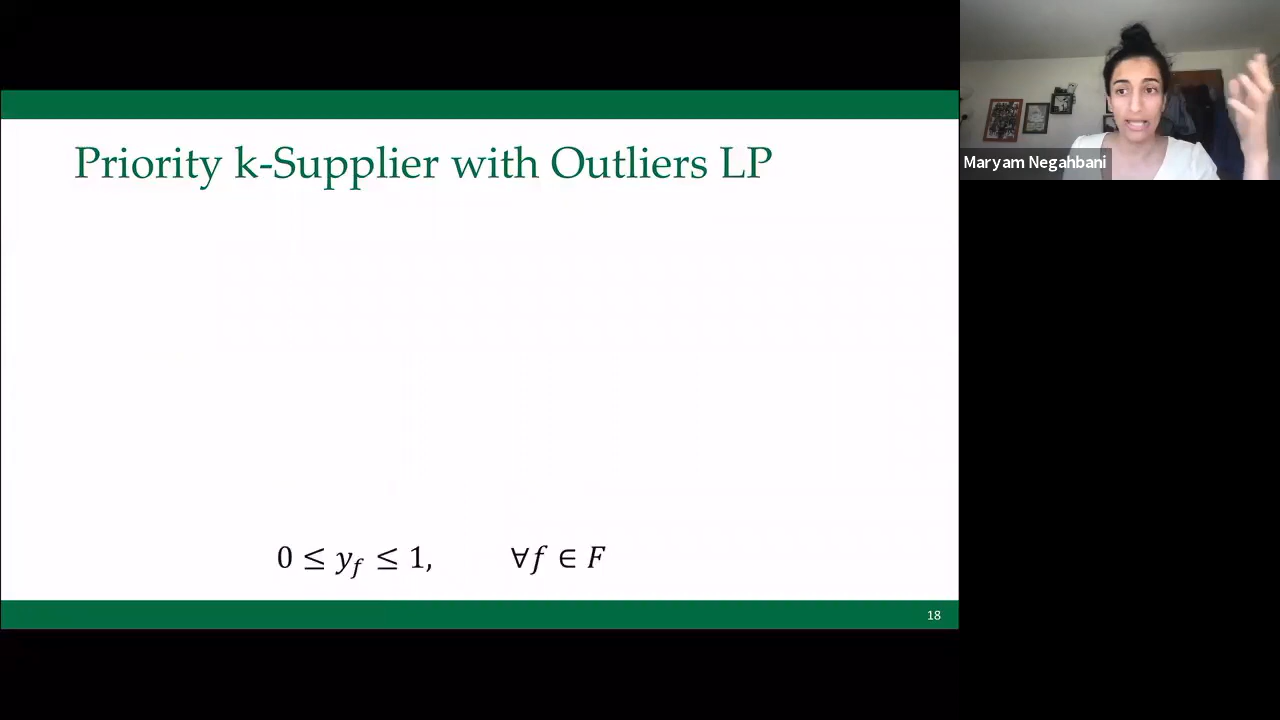 Priority k-Supplier with Outliers LP
Maryam Negahbani
0 ≤ y_f ≤ 1, ∀f ∈ F
18